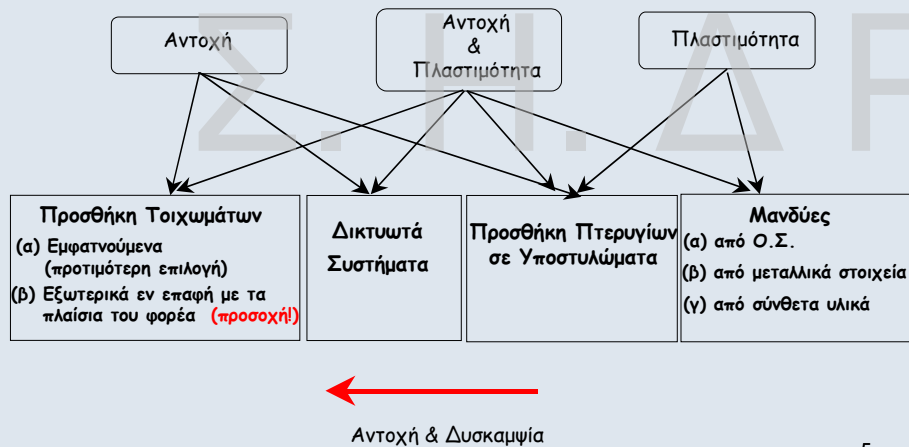 Αντοχή
Αντοχή
&
Πλαστιμότητα
Πλαστιμότητα
Σ. Η. Δ
Προσθήκη Τοιχωμάτων
(α) Εμφατνούμενα
(προτιμότερη επιλογή)
(β) Εξωτερικά εν επαφή με τα
πλαίσια του φορέα (προσοχή!)
Δικτυωτά
Συστήματα
Προσθήκη Πτερυγίων
σε Υποστυλώματα
Μανδύες
(α) από Ο.Σ.
(β) από μεταλλικά στοιχεία
(γ) από σύνθετα υλικά
Αντοχή & Δυσκαμψία